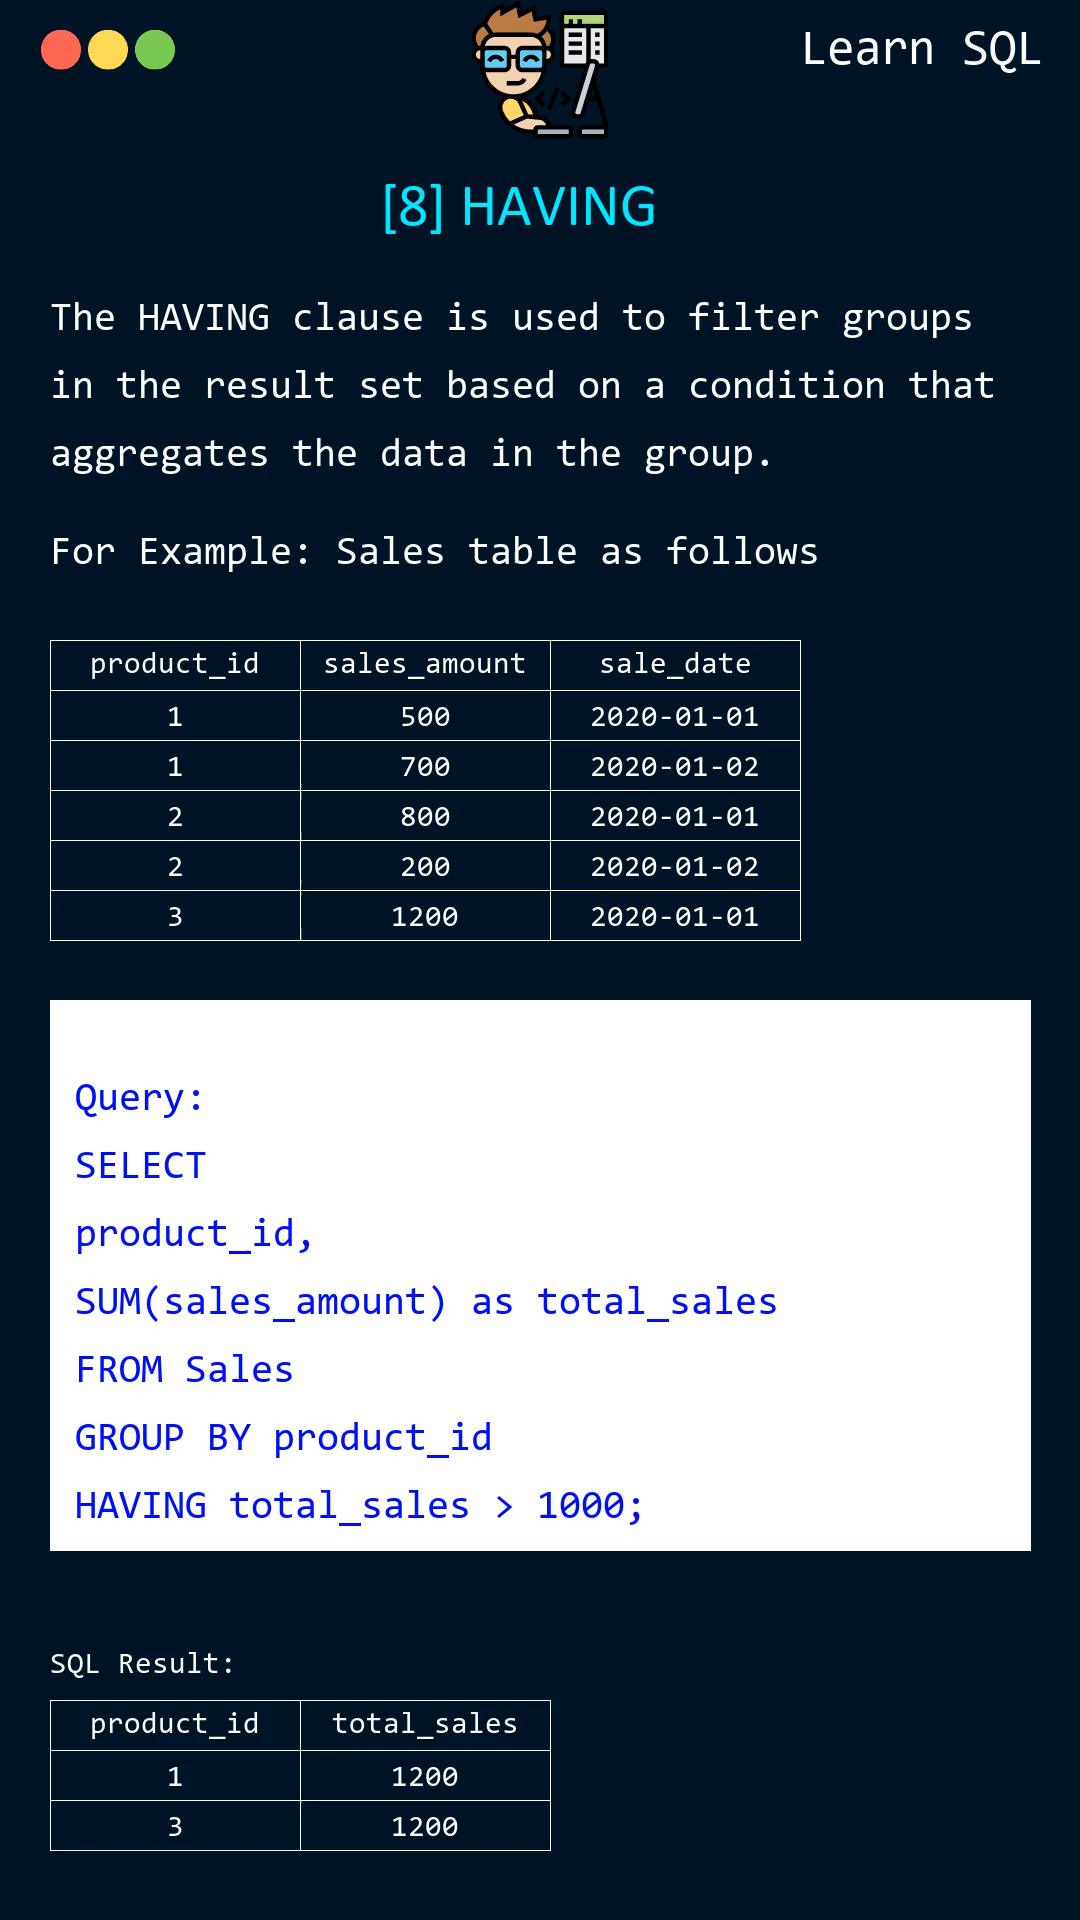 Learn SQL
</>
[8] HAVING
The HAVING clause is used to filter groups
in the result set based on a condition that
aggregates the data in the group.
For Example: Sales table as follows
product_id sales_amount sale_date
1 500 2020-01-01
1 700 2020-01-02
2 800 2020-01-01
2 200 2020-01-02
3 1200 2020-01-01
Query:
SELECT
product_id,
SUM(sales_amount) as total_sales
FROM Sales
GROUP BY product_id
HAVING total_sales > 1000;
SQL Result:
product_id total_sales
1 1200
3 1200